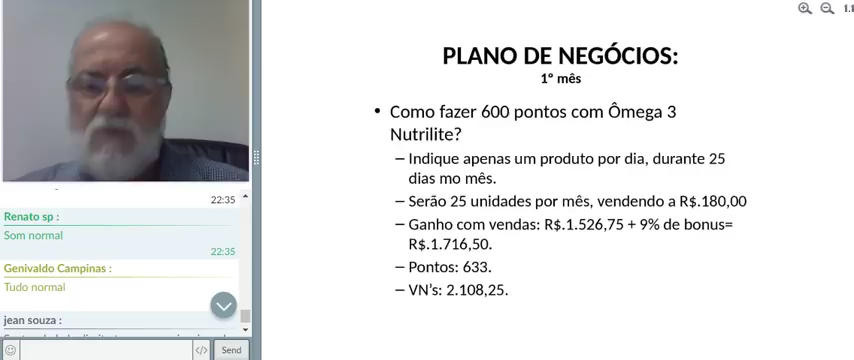 1.1
22:35
Renato sp :
Som normal
22:35
Genivaldo Campinas :
Tudo normal
jean souza :
Send
PLANO DE NEGÓCIOS:
1º mês
• Como fazer 600 pontos com Ômega 3
Nutrilite?
– Indique apenas um produto por dia, durante 25
dias mo mês.
– Serão 25 unidades por mês, vendendo a R$.180,00
– Ganho com vendas: R$.1.526,75 + 9% de bonus=
R$.1.716,50.
– Pontos: 633.
– VN’s: 2.108,25.